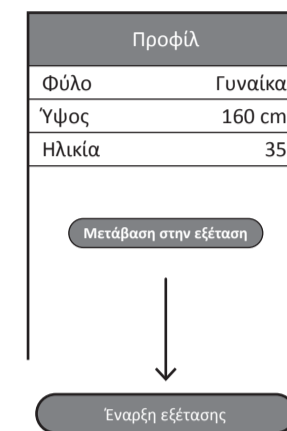 Προφίλ
Φύλο Γυναίκα
Ύψος 160 cm
Ηλικία 35
Μετάβαση στην εξέταση
Έναρξη εξέτασης